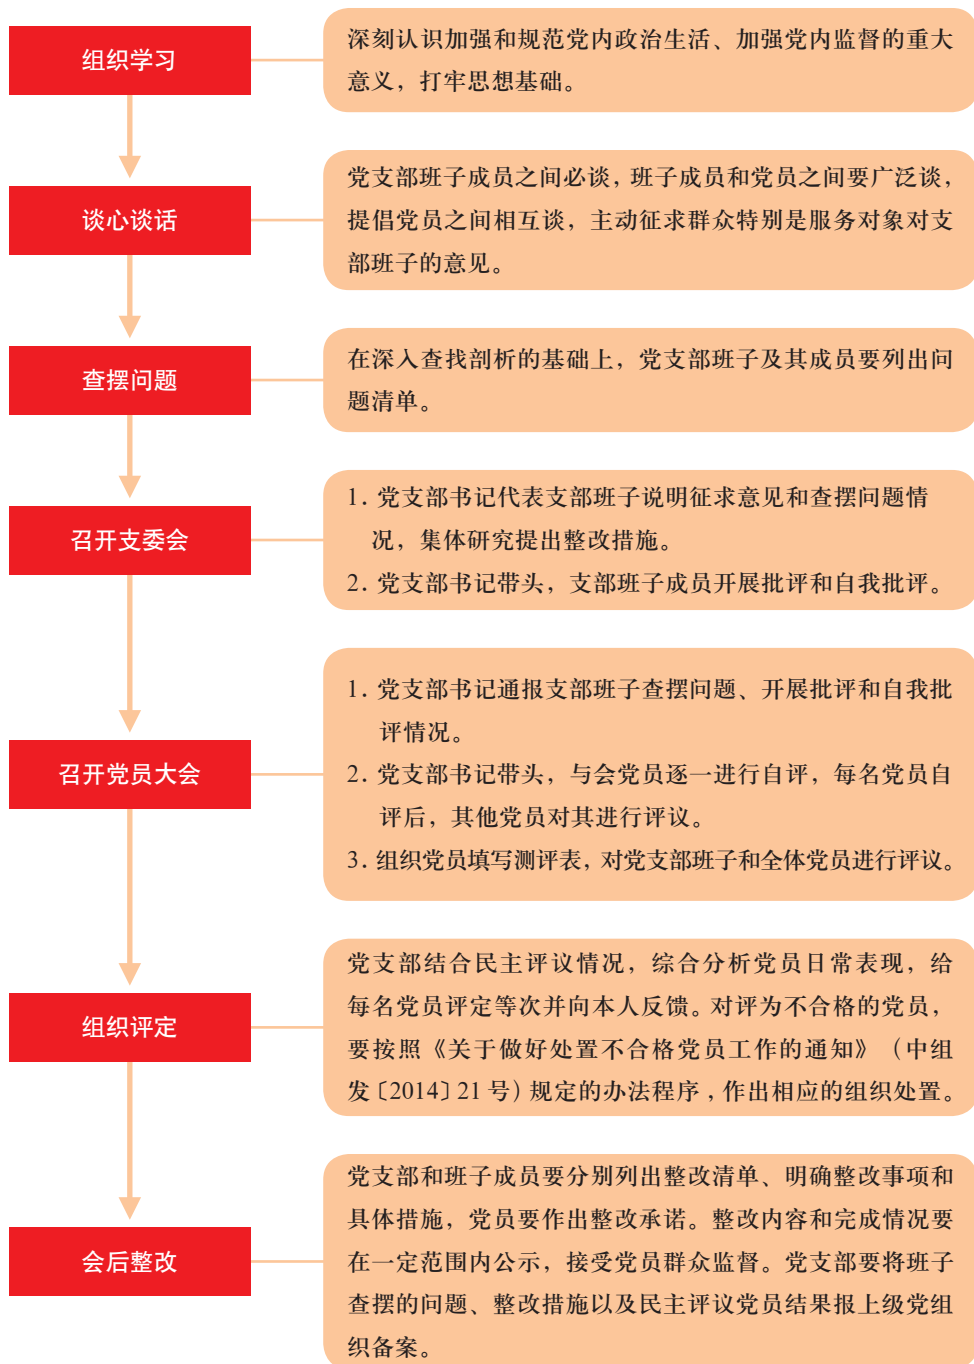 组织学习
深刻认识加强和规范党内政治生活、加强党内监督的重大
意义，打牢思想基础。
谈心谈话
党支部班子成员之间必谈，班子成员和党员之间要广泛谈，
提倡党员之间相互谈，主动征求群众特别是服务对象对支
部班子的意见。
查摆问题
在深入查找剖析的基础上，党支部班子及其成员要列出问
题清单。
召开支委会
1. 党支部书记代表支部班子说明征求意见和查摆问题情
况，集体研究提出整改措施。
2. 党支部书记带头，支部班子成员开展批评和自我批评。
召开党员大会
1. 党支部书记通报支部班子查摆问题、开展批评和自我批
评情况。
2. 党支部书记带头，与会党员逐一进行自评，每名党员自
评后，其他党员对其进行评议。
3. 组织党员填写测评表，对党支部班子和全体党员进行评议。
组织评定
党支部结合民主评议情况，综合分析党员日常表现，给
每名党员评定等次并向本人反馈。对评为不合格的党员，
要按照《关于做好处置不合格党员工作的通知》（中组
发〔2014〕21号）规定的办法程序，作出相应的组织处置。
会后整改
党支部和班子成员要分别列出整改清单、明确整改事项和
具体措施，党员要作出整改承诺。整改内容和完成情况要
在一定范围内公示，接受党员群众监督。党支部要将班子
查摆的问题、整改措施以及民主评议党员结果报上级党组
织备案。